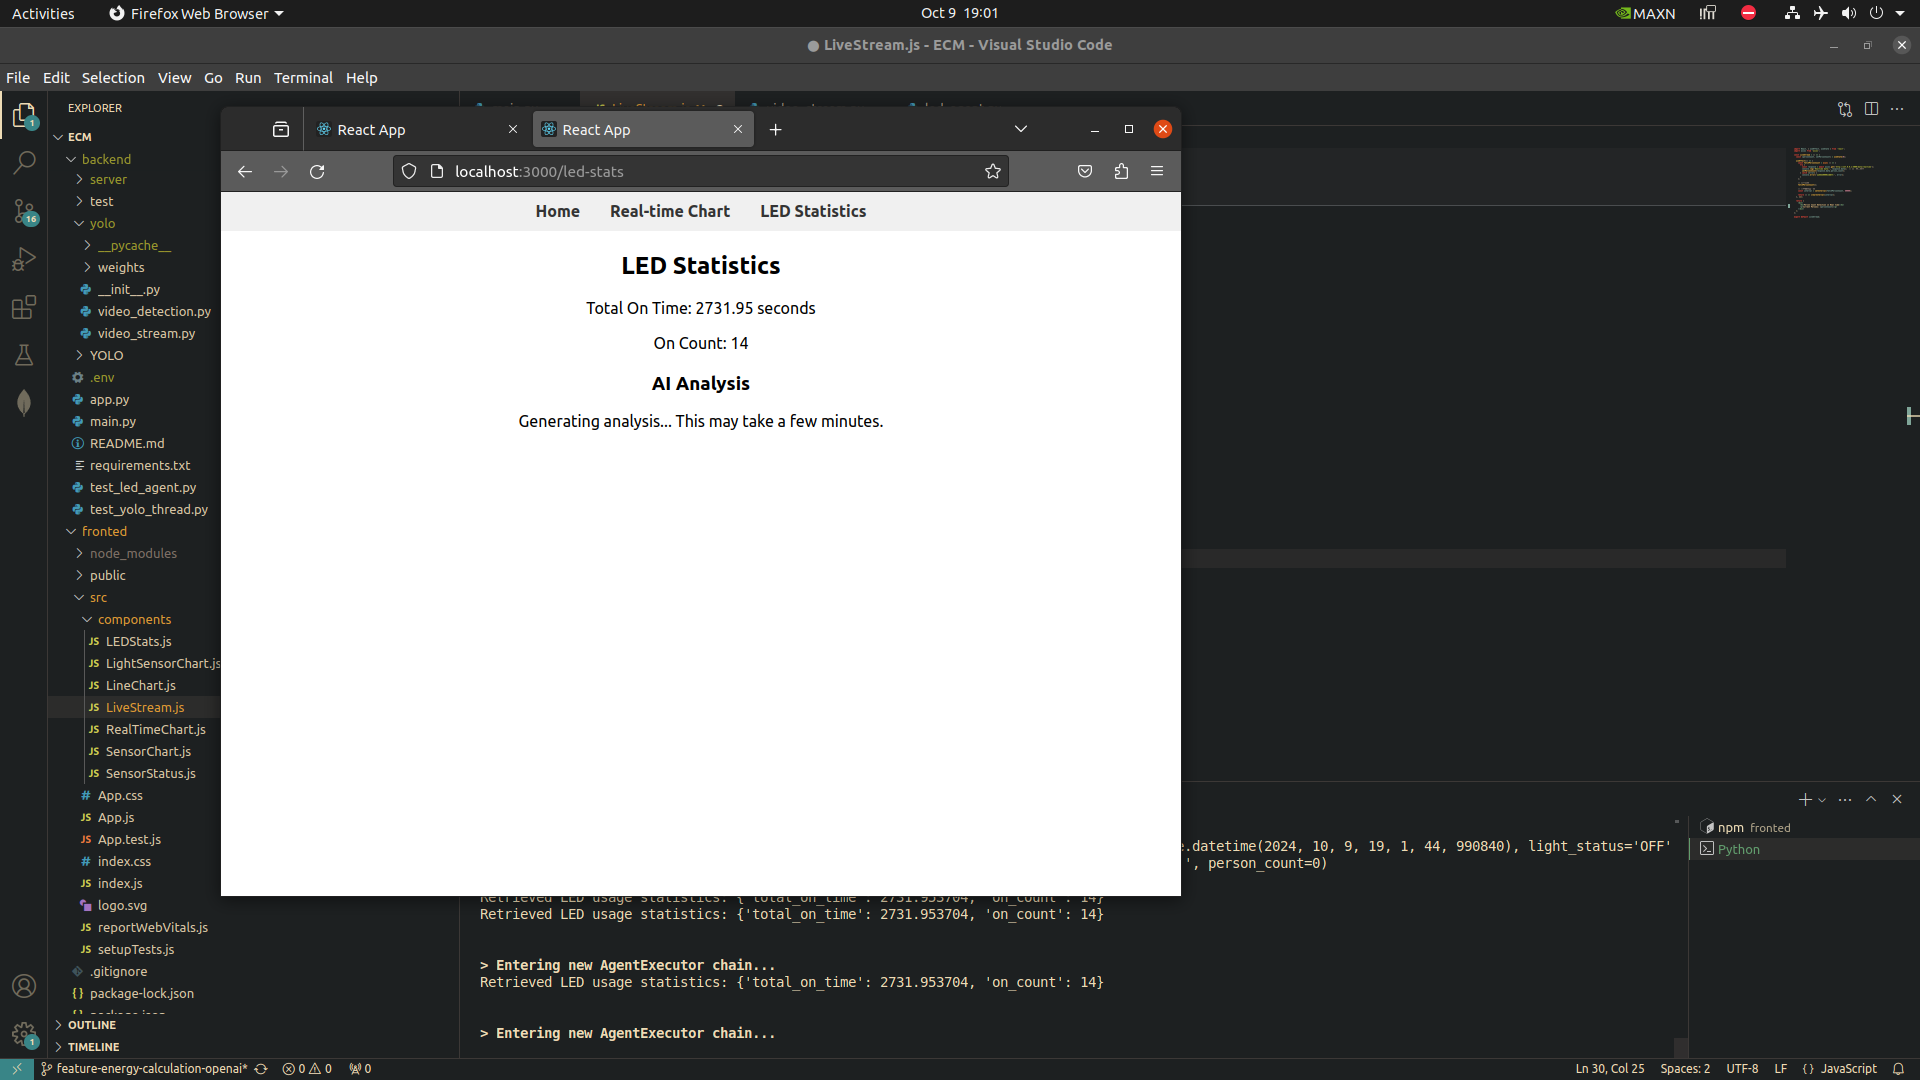 Activities
Firefox Web Browser
Oct 9 19:01
MAXN
● LiveStream.js - ECM - Visual Studio Code
File Edit Selection View Go Run Terminal Help
EXPLORER
ECM
backend
server
test
yolo
__pycache__
weights
__init__.py
video_detection.py
video_stream.py
YOLO
.env
app.py
main.py
README.md
requirements.txt
test_led_agent.py
test_yolo_thread.py
fronted
node_modules
public
src
components
LEDStats.js
LightSensorChart.js
LineChart.js
LiveStream.js
RealTimeChart.js
SensorChart.js
SensorStatus.js
App.css
App.js
App.test.js
index.css
index.js
logo.svg
reportWebVitals.js
setupTests.js
.gitignore
package-lock.json
OUTLINE
TIMELINE
React App
React App
localhost:3000/led-stats
Home Real-time Chart LED Statistics
LED Statistics
Total On Time: 2731.95 seconds
On Count: 14
AI Analysis
Generating analysis... This may take a few minutes.
.datetime(2024, 10, 9, 19, 1, 44, 990840), light_status='OFF'
', person_count=0)
Retrieved LED usage statistics: {'total_on_time': 2731.953704, 'on_count': 14}
Retrieved LED usage statistics: {'total_on_time': 2731.953704, 'on_count': 14}
> Entering new AgentExecutor chain...
Retrieved LED usage statistics: {'total_on_time': 2731.953704, 'on_count': 14}
> Entering new AgentExecutor chain...
npm fronted
Python
feature-energy-calculation-openai* 0 0 0
Ln 30, Col 25 Spaces: 2 UTF-8 LF {} JavaScript